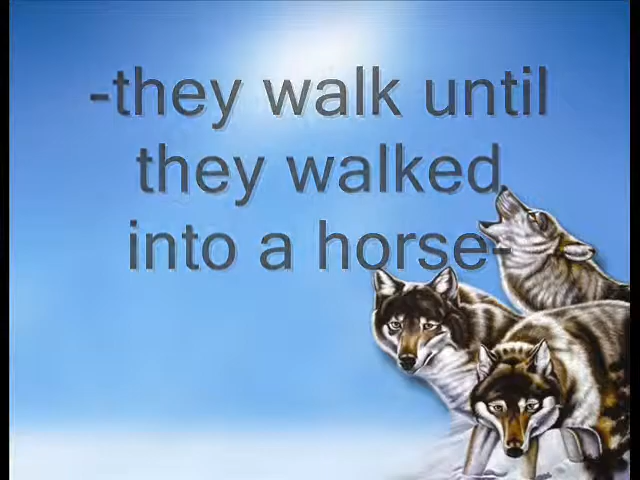 -they walk until
they walked
into a horse-